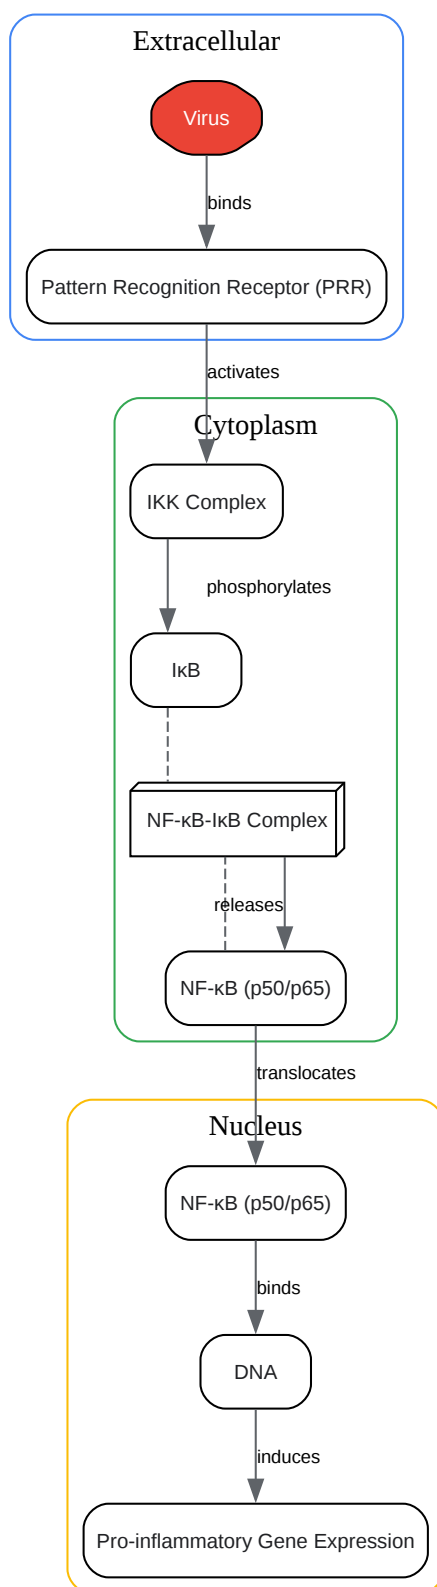 Extracellular
Virus
binds
Pattern Recognition Receptor (PRR)
activates
Cytoplasm
IKK Complex
phosphorylates
IκB
NF-κB-IκB Complex
releases
NF-κB (p50/p65)
translocates
Nucleus
NF-κB (p50/p65)
binds
DNA
induces
Pro-inflammatory Gene Expression